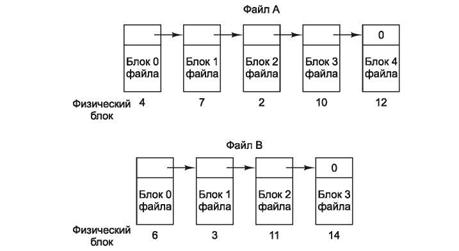 Файл A
0
Блок 0 файла
Блок 1 файла
Блок 2 файла
Блок 3 файла
Блок 4 файла
Физический блок
4 7 2 10 12
Файл B
0
Блок 0 файла
Блок 1 файла
Блок 2 файла
Блок 3 файла
Физический блок
6 3 11 14